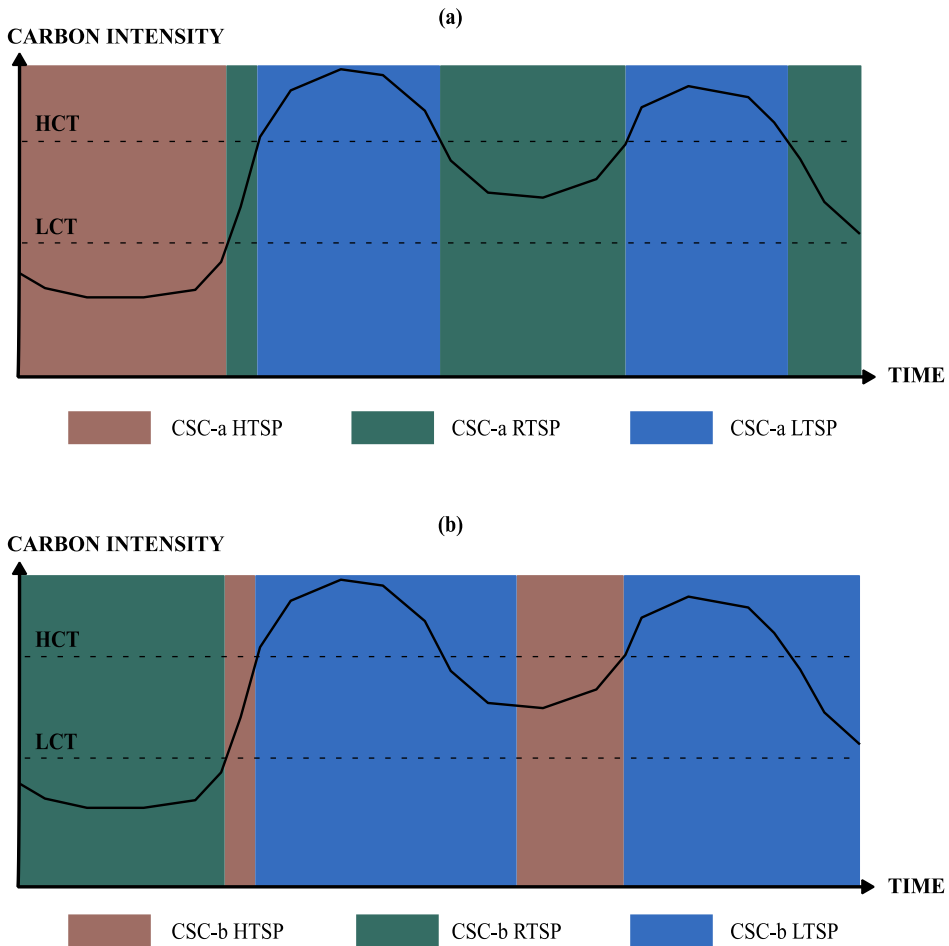 (a)
CARBON INTENSITY
HCT
LCT
TIME
CSC-a HTSP CSC-a RTSP CSC-a LTSP
(b)
CARBON INTENSITY
HCT
LCT
TIME
CSC-b HTSP CSC-b RTSP CSC-b LTSP